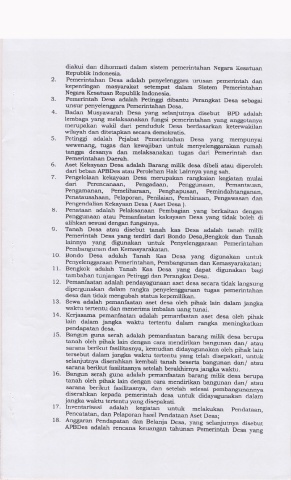 diakui dan dihormati dalam sistem pemerintahan Negara Kesatuan
Republik Indonesia.
2. Pemerintahan Desa adalah penyelenggara urusan pemerintah dan
kepentingan masyarakat setempat dalam Sistem Pemerintahan
Negara Kesatuan Republik Indonesia.
3. Pemerintah Desa adalah Petinggi dibantu Perangkat Desa sebagai
unsur penyelenggara Pemerintahan Desa.
4. Badan Musyawarah Desa yang selanjutnya disebut BPD adalah
lembaga yang melaksanakan fungsi pemerintahan yang anggotanya
merupakan wakil dari penduduk Desa berdasarkan keterwakilan
wilayah dan ditetapkan secara demokratis.
5. Petinggi adalah Pejabat Pemerintah Desa yang mempunyai
wewenang, tugas dan kewajiban untuk menyelenggarakan rumah
tangga desanya dan melaksanakan tugas dari Pemerintah dan
Pemerintahan Daerah.
6. Aset Kekayaan Desa adalah Barang milik desa dibeli atau diperoleh
dari beban APBDes atau Perolehan Hak Lainnya yang sah.
7. Pengelolaan kekayaan Desa merupakan rangkaian kegiatan mulai
dari Perencanaan, Pengadaan, Penggunaan, Pemanfaatan,
Pengamanan, Pemeliharaan, Penghapusan, Pemindahtanganan,
Penatausahaan, Pelaporan, Penilaian, Pembinaan, Pengawasan dan
Pengendalian Kekayaan Desa ( Aset Desa ).
8. Penataan adalah Pelaksanaan Pembagian yang berkaitan dengan
Penggunaan atau Pemanfaatan kekayaan Desa yang tidak boleh di
alihkan sesuai dengan fungsinya.
9. Tanah Desa atau disebut tanah kas Desa adalah tanah milik
Pemerintah Desa yang terdiri dari Bondo Desa,Bengkok dan Tanah
lainnya yang digunakan untuk Penyelenggaraan Pemerintahan
Pembangunan dan Kemasyarakatan;
10. Bondo Desa adalah Tanah Kas Desa yang digunakan untuk
Penyelenggaraan Pemerintahan, Pembangunan dan Kemasyarakatan;
11. Bengkok adalah Tanah Kas Desa yang dapat digunakan bagi
tambahan tunjangan Petinggi dan Perangkat Desa.
12. Pemanfaatan adalah pendayagunaan aset desa secara tidak langsung
dipergunakan dalam rangka penyelenggaraan tugas pemerintahan
desa dan tidak mengubah status kepemilikan.
13. Sewa adalah pemanfaatan aset desa oleh pihak lain dalam jangka
waktu tertentu dan menerima imbalan uang tunai.
14. Kerjasama pemanfaatan adalah pemanfaatan aset desa oleh pihak
lain dalam jangka waktu tertentu dalam rangka meningkatkan
pendapatan desa.
15. Bangun guna serah adalah pemanfaatan barang milik desa berupa
tanah oleh pihak lain dengan cara mendirikan bangunan dan/ atau
sarana berikut fasilitasnya, kemudian didayagunakan oleh pihak lain
tersebut dalam jangka waktu tertentu yang telah disepakati, untuk
selanjutnya diserahkan kembali tanah beserta bangunan dan/ atau
sarana berikut fasilitasnya setelah berakhirnya jangka waktu.
16. Bangun serah guna adalah pemanfaatan barang milik desa berupa
tanah oleh pihak lain dengan cara mendirikan bangunan dan/ atau
sarana berikut fasilitasnya, dan setelah selesai pembangunannya
diserahkan kepada pemerintah desa untuk didayagunakan dalam
jangka waktu tertentu yang disepakati.
17. Inventarisasi adalah kegiatan untuk melakukan Pendataan,
Pencatatan, dan Pelaporan hasil Pendataan Aset Desa;
18. Anggaran Pendapatan dan Belanja Desa, yang selanjutnya disebut
APBDes adalah rencana keuangan tahunan Pemerintah Desa yang